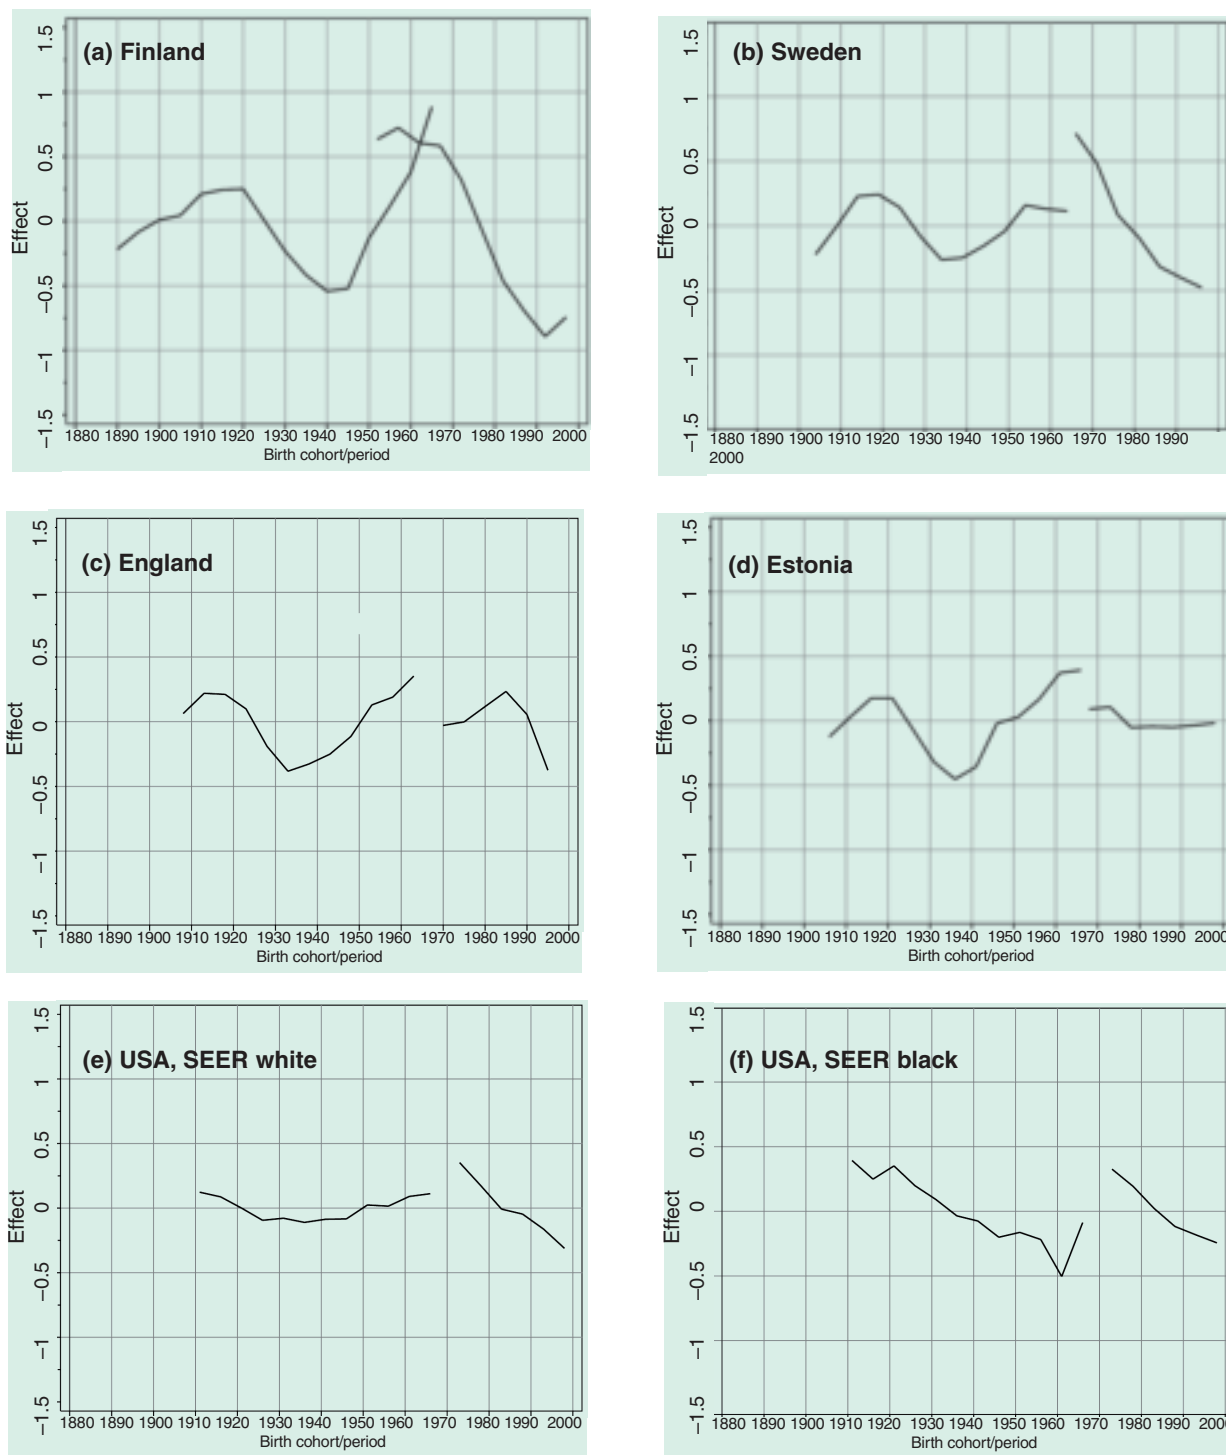 (a) Finland
1.5
1
0.5
0
−0.5
−1
−1.5
Effect
1880 1890 1900 1910 1920 1930 1940 1950 1960 1970 1980 1990 2000
Birth cohort/period
(b) Sweden
1.5
1
0.5
0
−0.5
−1
−1.5
Effect
1880 1890 1900 1910 1920 1930 1940 1950 1960 1970 1980 1990
2000
(c) England
1.5
1
0.5
0
−0.5
−1
−1.5
Effect
1880 1890 1900 1910 1920 1930 1940 1950 1960 1970 1980 1990 2000
Birth cohort/period
(d) Estonia
1.5
1
0.5
0
−0.5
−1
−1.5
Effect
1880 1890 1900 1910 1920 1930 1940 1950 1960 1970 1980 1990 2000
Birth cohort/period
(e) USA, SEER white
1.5
1
0.5
0
−0.5
−1
−1.5
Effect
1880 1890 1900 1910 1920 1930 1940 1950 1960 1970 1980 1990 2000
Birth cohort/period
(f) USA, SEER black
1.5
1
0.5
0
−0.5
−1
−1.5
Effect
1880 1890 1900 1910 1920 1930 1940 1950 1960 1970 1980 1990 2000
Birth cohort/period